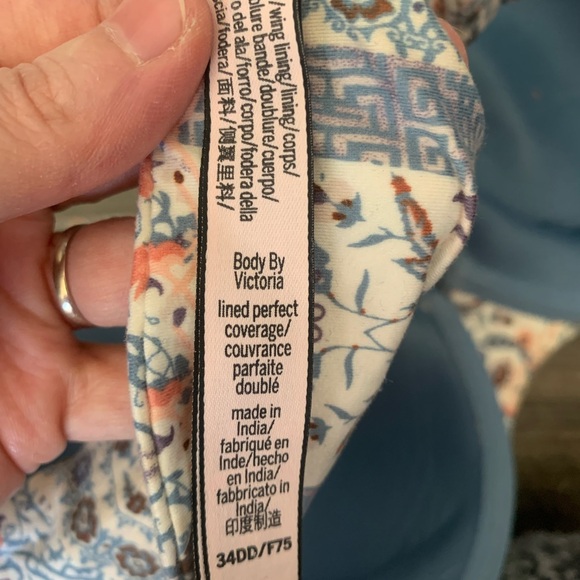 /wing lining/lining/corps/
blure bande/doublure/cuerpo/
o del ala/forro/corpo/fodera della
cia/fodera/面料/侧翼里料/
Body By
Victoria
lined perfect
coverage/
couvrance
parfaite
doublé
made in
India/
fabriqué en
Inde/hecho
en India/
fabbricato in
India/
印度制造
34DD/F75